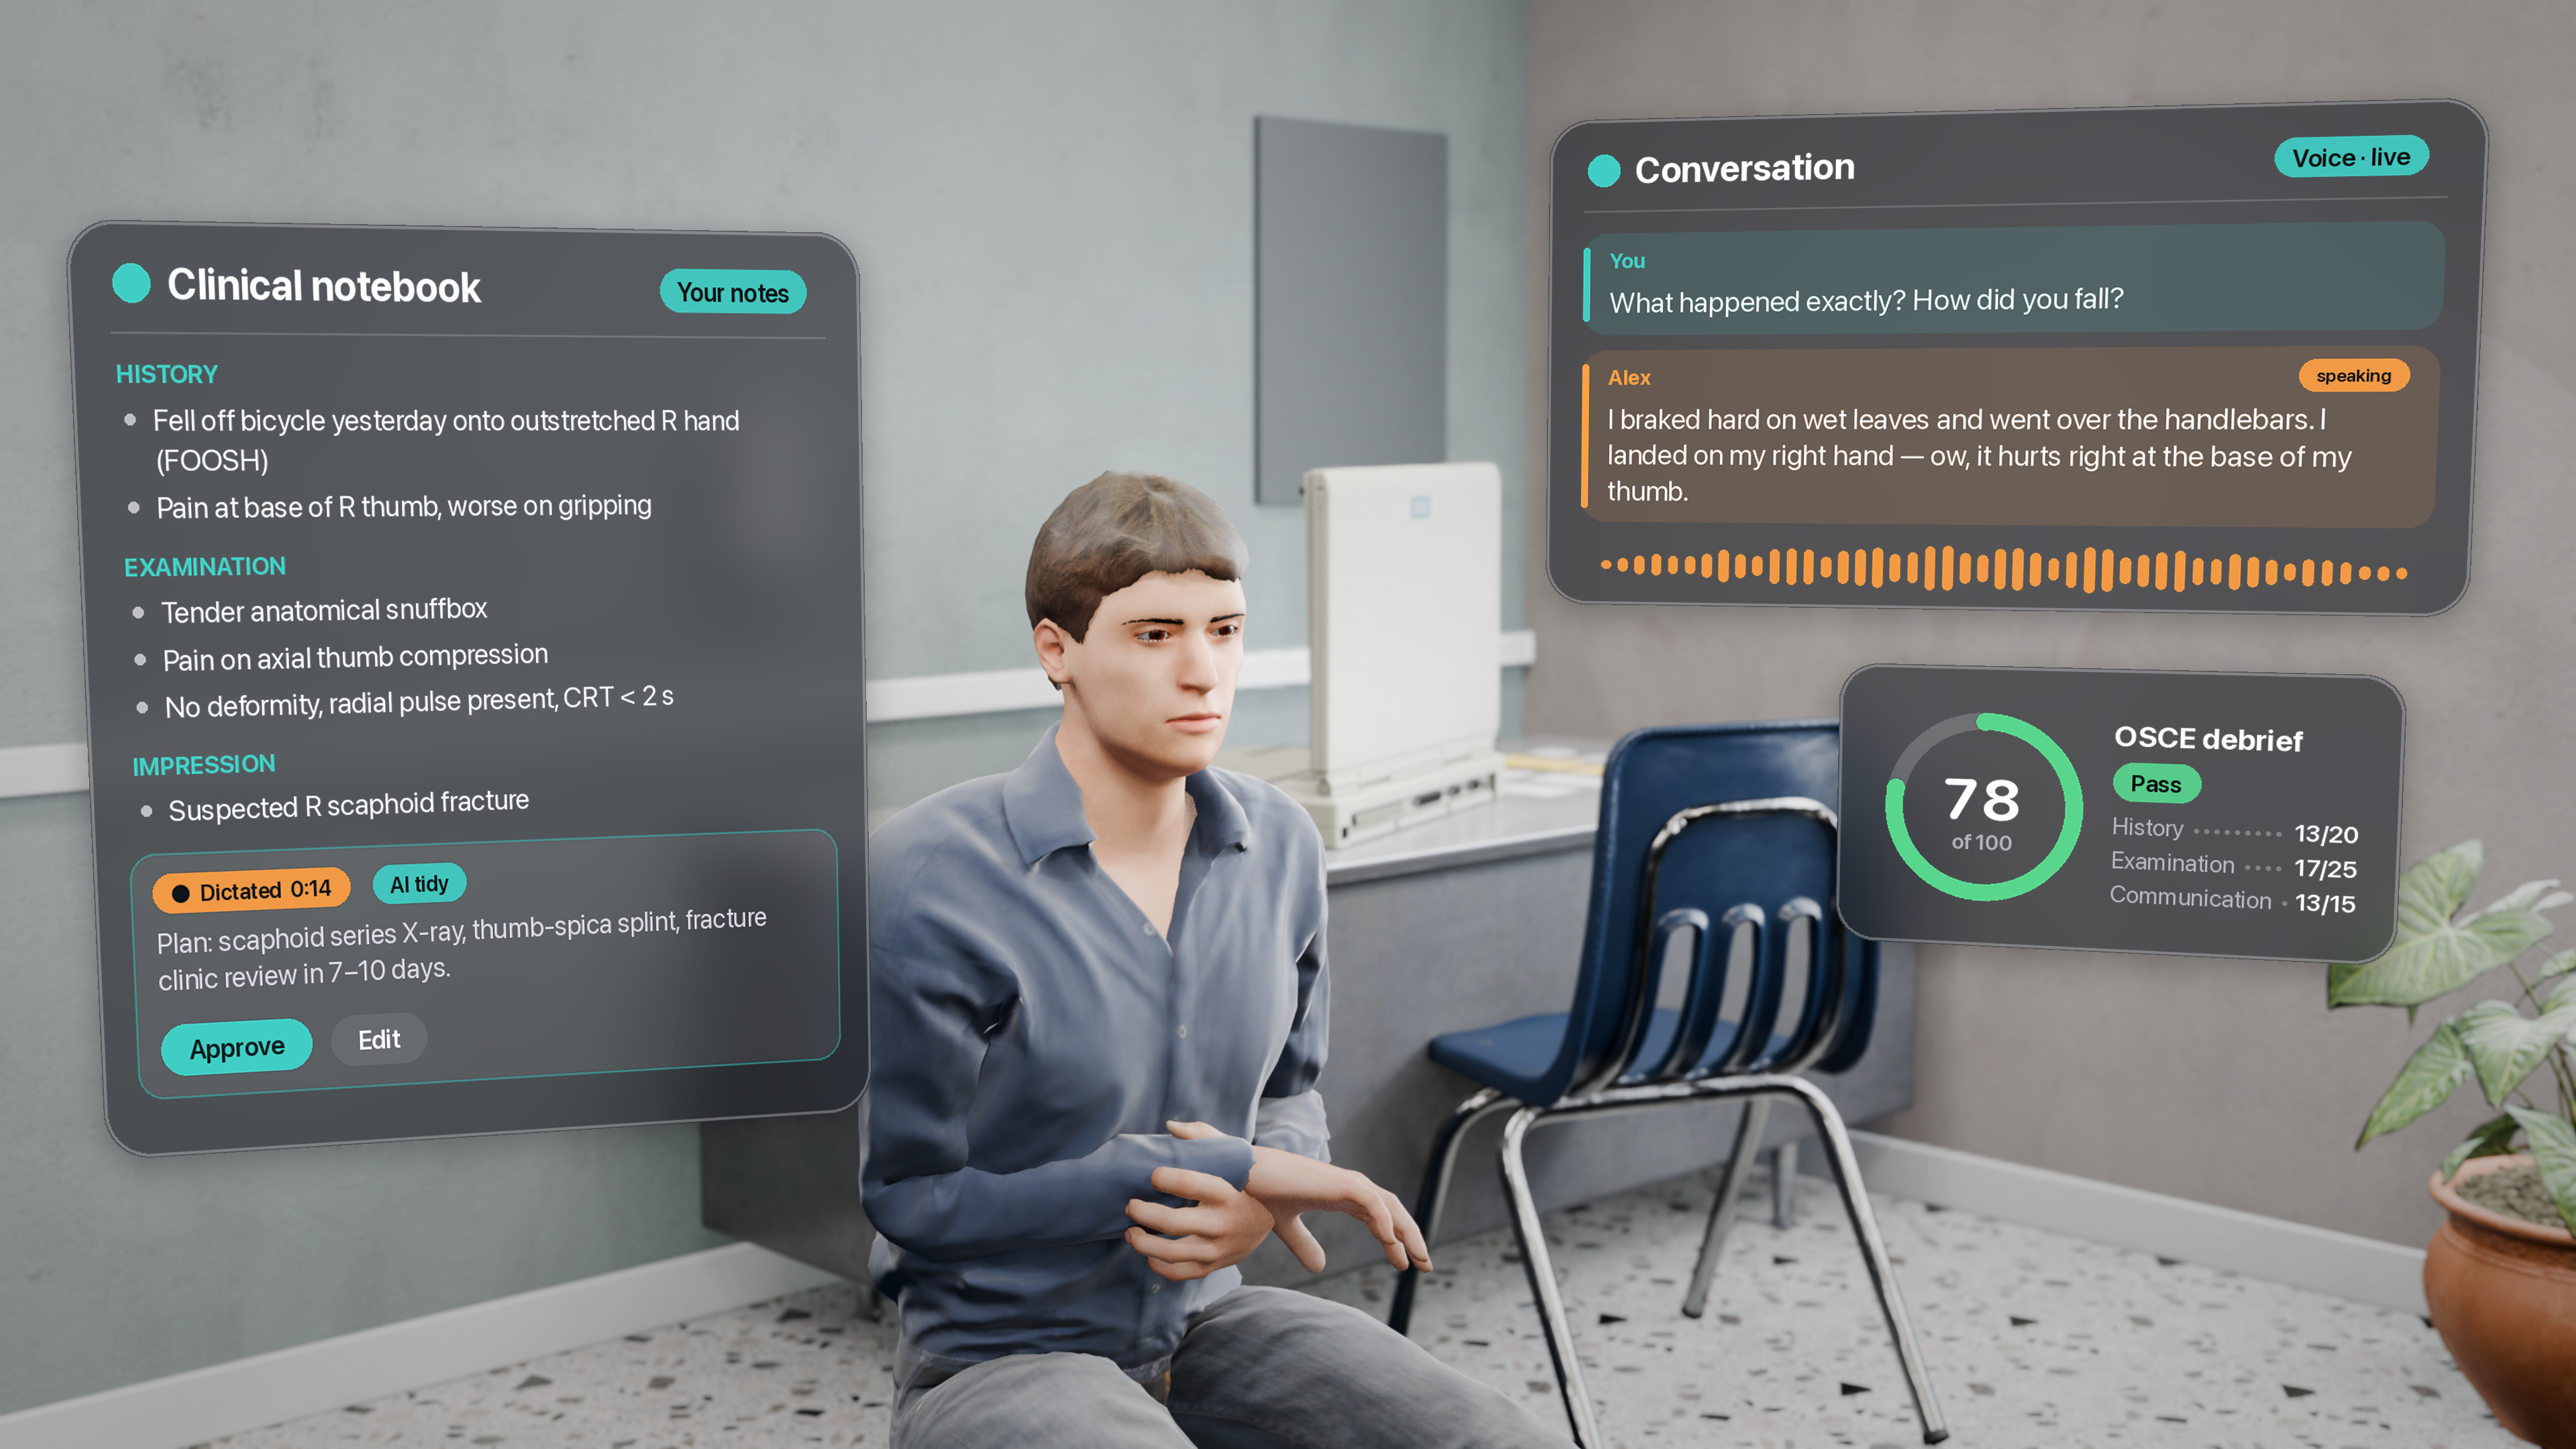 Clinical notebook
Your notes
HISTORY
Fell off bicycle yesterday onto outstretched R hand
(FOOSH)
Pain at base of R thumb, worse on gripping
EXAMINATION
Tender anatomical snuffbox
Pain on axial thumb compression
No deformity, radial pulse present, CRT < 2 s
IMPRESSION
Suspected R scaphoid fracture
Dictated 0:14
AI tidy
Plan: scaphoid series X-ray, thumb-spica splint, fracture
clinic review in 7–10 days.
Approve
Edit
Conversation
Voice · live
You
What happened exactly? How did you fall?
Alex
speaking
I braked hard on wet leaves and went over the handlebars. I
landed on my right hand — ow, it hurts right at the base of my
thumb.
78
of 100
OSCE debrief
Pass
History 13/20
Examination 17/25
Communication 13/15